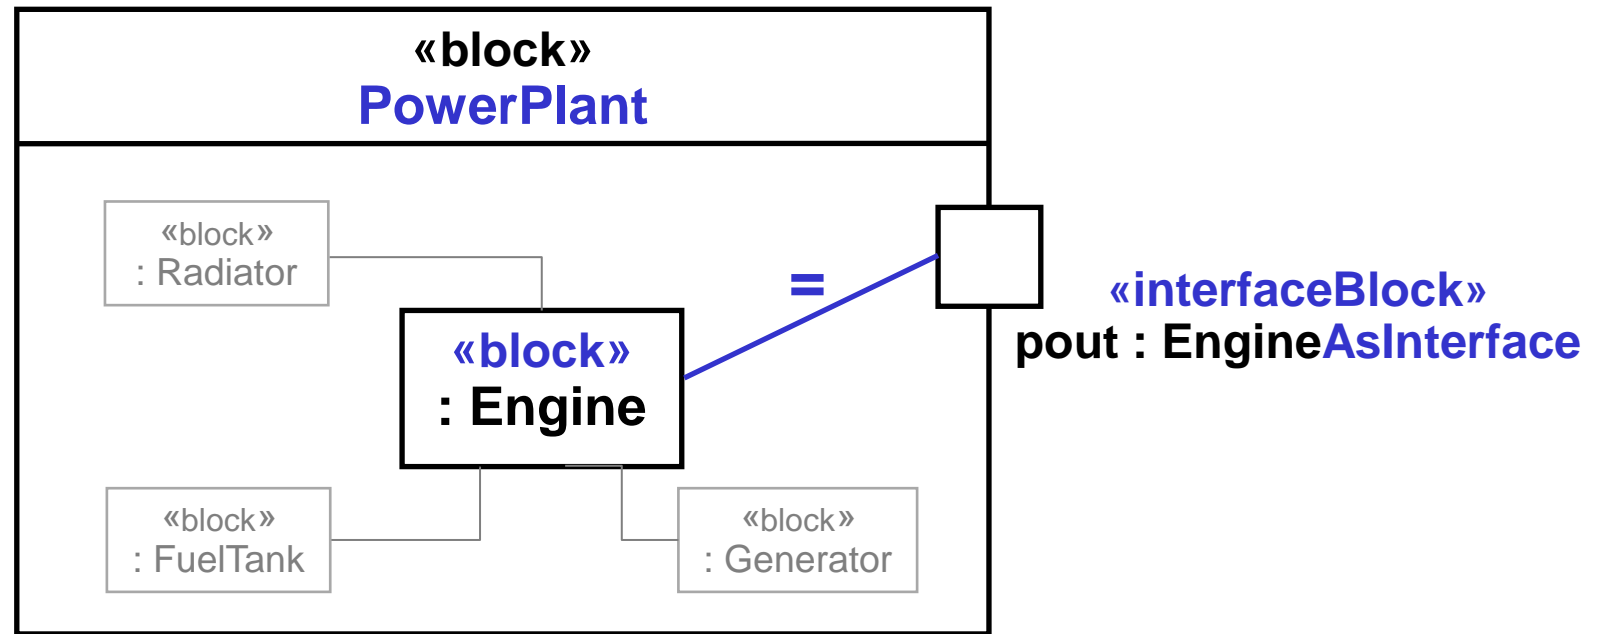 «block»
PowerPlant
«block»
: Radiator
=
«block»
: Engine
«interfaceBlock»
pout : EngineAsInterface
«block»
: FuelTank
«block»
: Generator